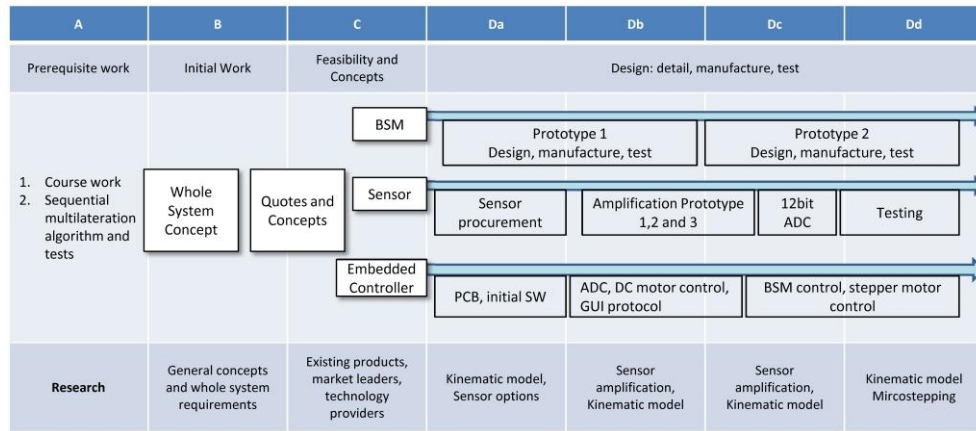 A
B
C
Da
Db
Dc
Dd
Prerequisite work
Initial Work
Feasibility and
Concepts
Design: detail, manufacture, test
BSM
Prototype 1
Design, manufacture, test
Prototype 2
Design, manufacture, test
1. Course work
2. Sequential
multilateration
algorithm and
tests
Whole
System
Concept
Quotes and
Concepts
Sensor
Sensor
procurement
Amplification Prototype
1,2 and 3
12bit
ADC
Testing
Embedded
Controller
PCB, initial SW
ADC, DC motor control,
GUI protocol
BSM control, stepper motor
control
Research
General concepts
and whole system
requirements
Existing products,
market leaders,
technology
providers
Kinematic model,
Sensor options
Sensor
amplification,
Kinematic model
Sensor
amplification,
Kinematic model
Kinematic model
Mircostepping